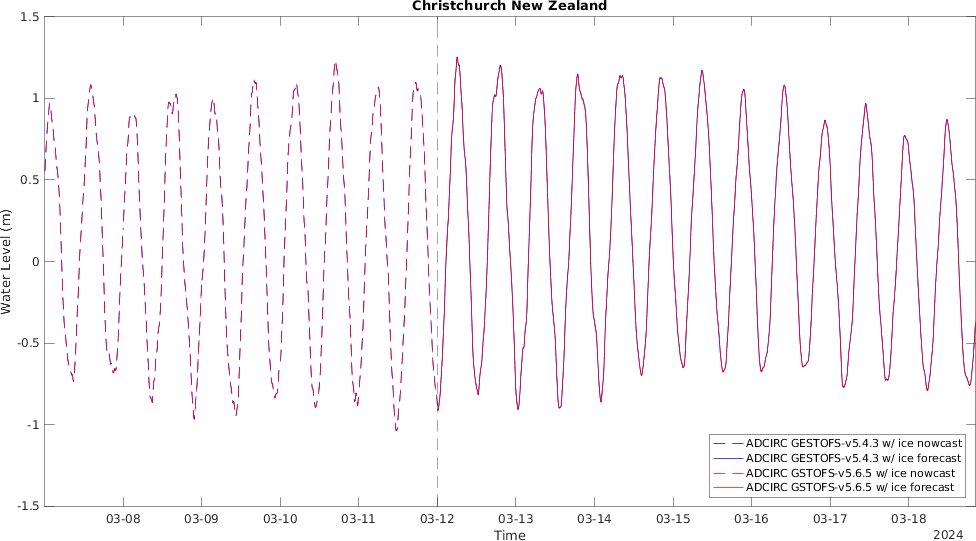 Christchurch New Zealand
1.5
1
0.5
0
-0.5
-1
-1.5
Water Level (m)
ADCIRC GESTOFS-v5.4.3 w/ ice nowcast
ADCIRC GESTOFS-v5.4.3 w/ ice forecast
ADCIRC GSTOFS-v5.6.5 w/ ice nowcast
ADCIRC GSTOFS-v5.6.5 w/ ice forecast
03-08 03-09 03-10 03-11 03-12 03-13 03-14 03-15 03-16 03-17 03-18
Time
2024